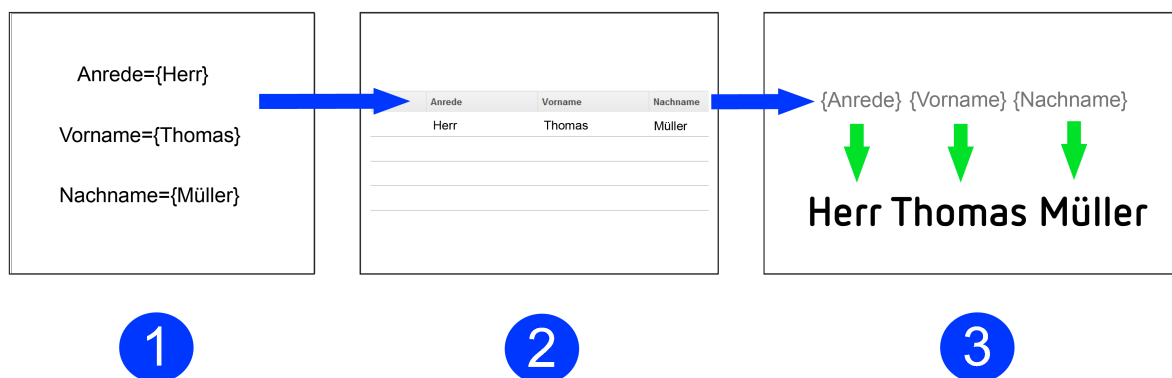 Anrede={Herr}
Vorname={Thomas}
Nachname={Müller}
Anrede Vorname Nachname
Herr Thomas Müller
{Anrede} {Vorname} {Nachname}
Herr Thomas Müller
1 2 3